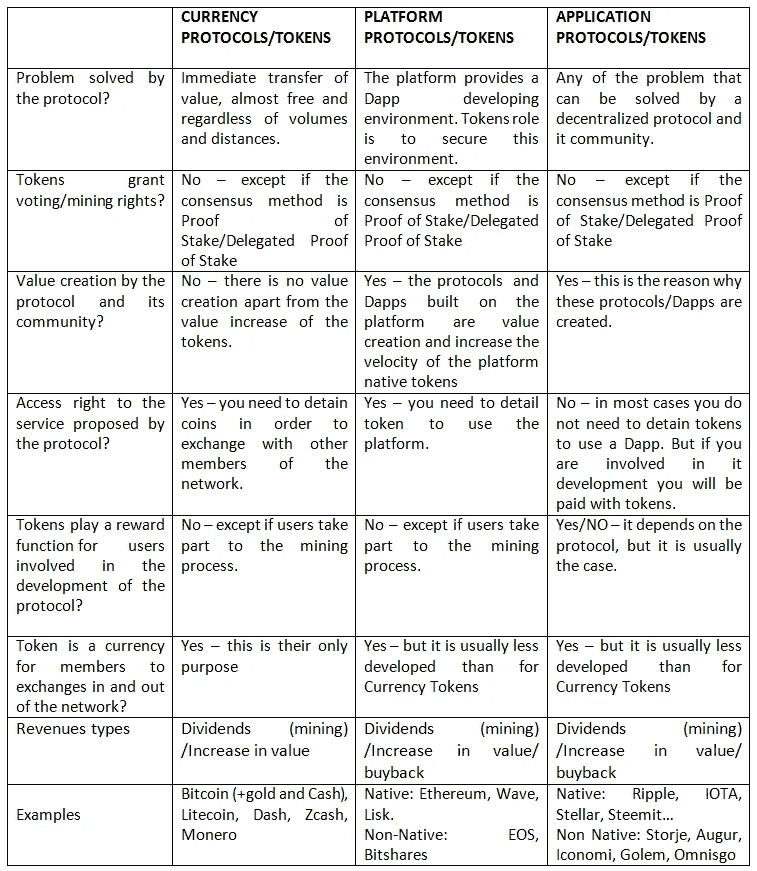 CURRENCY
PROTOCOLS/TOKENS
PLATFORM
PROTOCOLS/TOKENS
APPLICATION
PROTOCOLS/TOKENS
Problem solved by
the protocol?
Immediate transfer of
value, almost free and
regardless of volumes
and distances.
The platform provides a
Dapp developing
environment. Tokens role
is to secure this
environment.
Any of the problem that
can be solved by a
decentralized protocol and
it community.
Tokens grant
voting/mining rights?
No – except if the
consensus method is
Proof of
Stake/Delegated Proof
of Stake
No – except if the
consensus method is
Proof of Stake/Delegated
Proof of Stake
No – except if the
consensus method is Proof
of Stake/Delegated Proof
of Stake
Value creation by the
protocol and its
community?
No – there is no value
creation apart from the
value increase of the
tokens.
Yes – the protocols and
Dapps built on the
platform are value
creation and increase the
velocity of the platform
native tokens
Yes – this is the reason why
these protocols/Dapps are
created.
Access right to the
service proposed by
the protocol?
Yes – you need to detain
coins in order to
exchange with other
members of the
network.
Yes – you need to detail
token to use the
platform.
No – in most cases you do
not need to detain tokens
to use a Dapp. But if you
are involved in it
development you will be
paid with tokens.
Tokens play a reward
function for users
involved in the
development of the
protocol?
No – except if users take
part to the mining
process.
No – except if users take
part to the mining
process.
Yes/NO – it depends on the
protocol, but it is usually
the case.
Token is a currency
for members to
exchanges in and out
of the network?
Yes – this is their only
purpose
Yes – but it is usually less
developed than for
Currency Tokens
Yes – but it is usually less
developed than for
Currency Tokens
Revenues types
Dividends (mining)
/Increase in value
Dividends (mining)
/Increase in value/
buyback
Dividends (mining)
/Increase in value/
buyback
Examples
Bitcoin (+gold and Cash),
Litecoin, Dash, Zcash,
Monero
Native: Ethereum, Wave,
Lisk.
Non-Native: EOS,
Bitshares
Native: Ripple, IOTA,
Stellar, Steemit...
Non Native: Storje, Augur,
Iconomi, Golem, Omnisgo